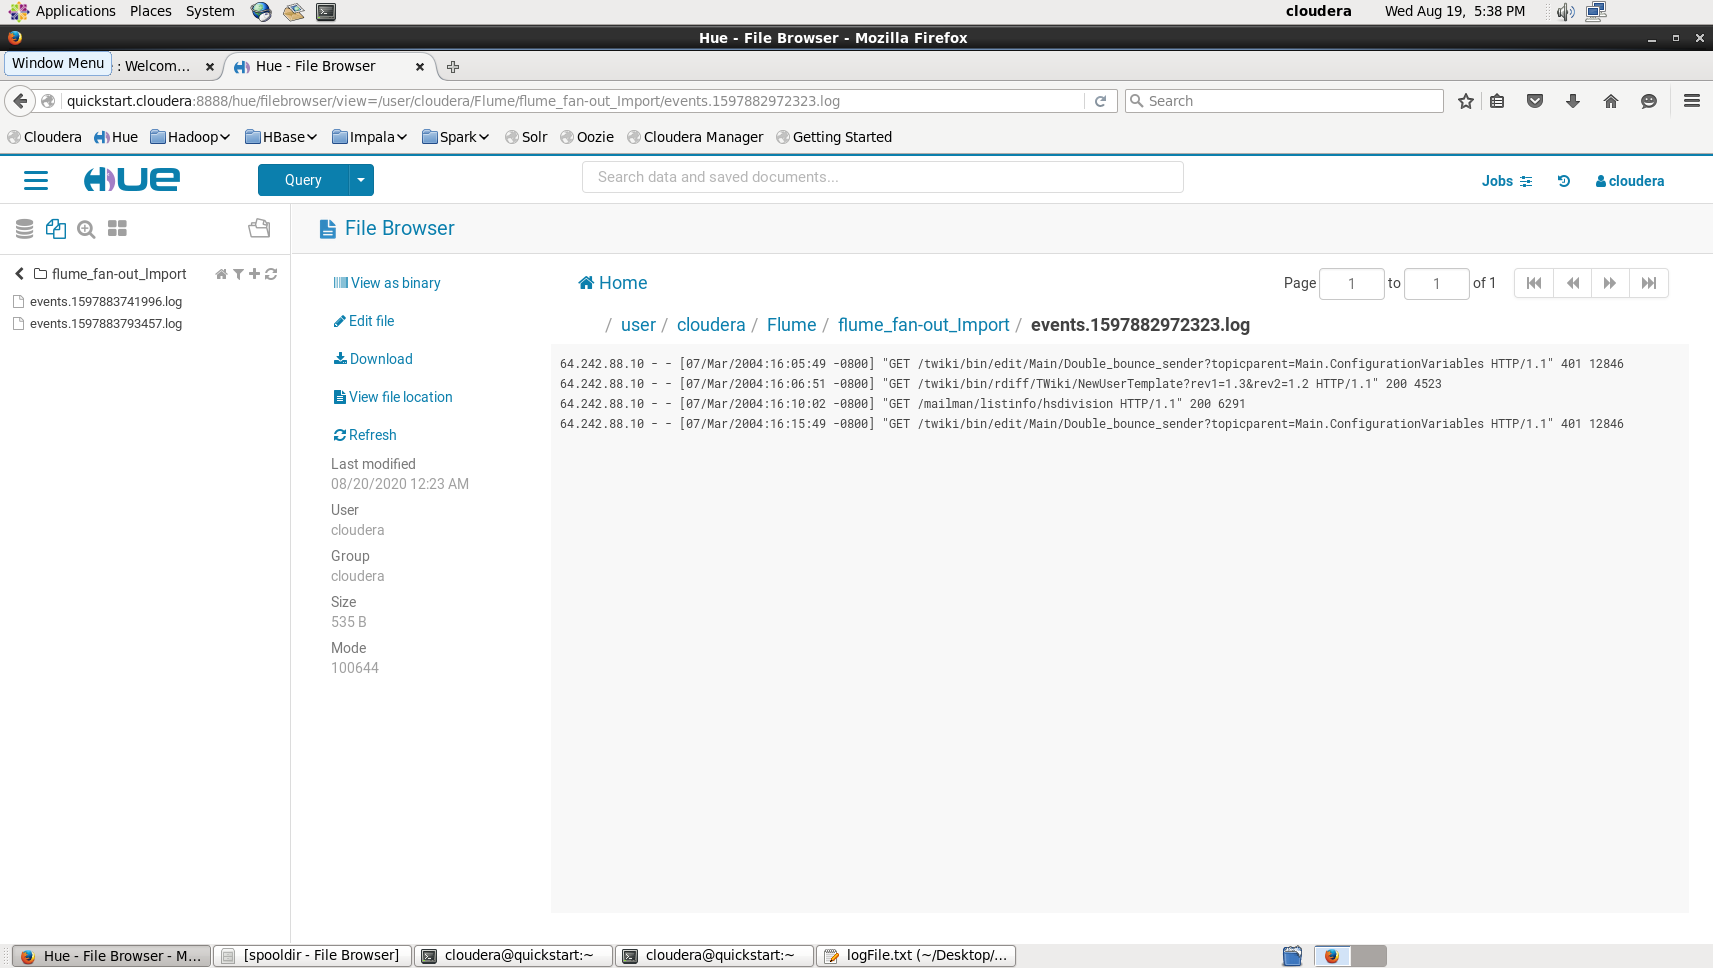 Applications Places System cloudera Wed Aug 19, 5:38 PM
Hue - File Browser - Mozilla Firefox
Window Menu : Welcom... Hue - File Browser
quickstart.cloudera:8888/hue/filebrowser/view=/user/cloudera/Flume/flume_fan-out_Import/events.1597882972323.log Search
Cloudera Hue Hadoop HBase Impala Spark Solr Oozie Cloudera Manager Getting Started
HUE Query Search data and saved documents... Jobs cloudera
File Browser
flume_fan-out_Import
events.1597883741996.log
events.1597883793457.log
View as binary
Edit file
Download
View file location
Refresh
Last modified
08/20/2020 12:23 AM
User
cloudera
Group
cloudera
Size
535 B
Mode
100644
Home Page 1 to 1 of 1
/ user / cloudera / Flume / flume_fan-out_Import / events.1597882972323.log
64.242.88.10 - - [07/Mar/2004:16:05:49 -0800] "GET /twiki/bin/edit/Main/Double_bounce_sender?topicparent=Main.ConfigurationVariables HTTP/1.1" 401 12846
64.242.88.10 - - [07/Mar/2004:16:06:51 -0800] "GET /twiki/bin/rdiff/TWiki/NewUserTemplate?rev1=1.3&rev2=1.2 HTTP/1.1" 200 4523
64.242.88.10 - - [07/Mar/2004:16:10:02 -0800] "GET /mailman/listinfo/hsdivision HTTP/1.1" 200 6291
64.242.88.10 - - [07/Mar/2004:16:15:49 -0800] "GET /twiki/bin/edit/Main/Double_bounce_sender?topicparent=Main.ConfigurationVariables HTTP/1.1" 401 12846
Hue - File Browser - M... [spooldir - File Browser] cloudera@quickstart:~ cloudera@quickstart:~ logFile.txt (~/Desktop/...